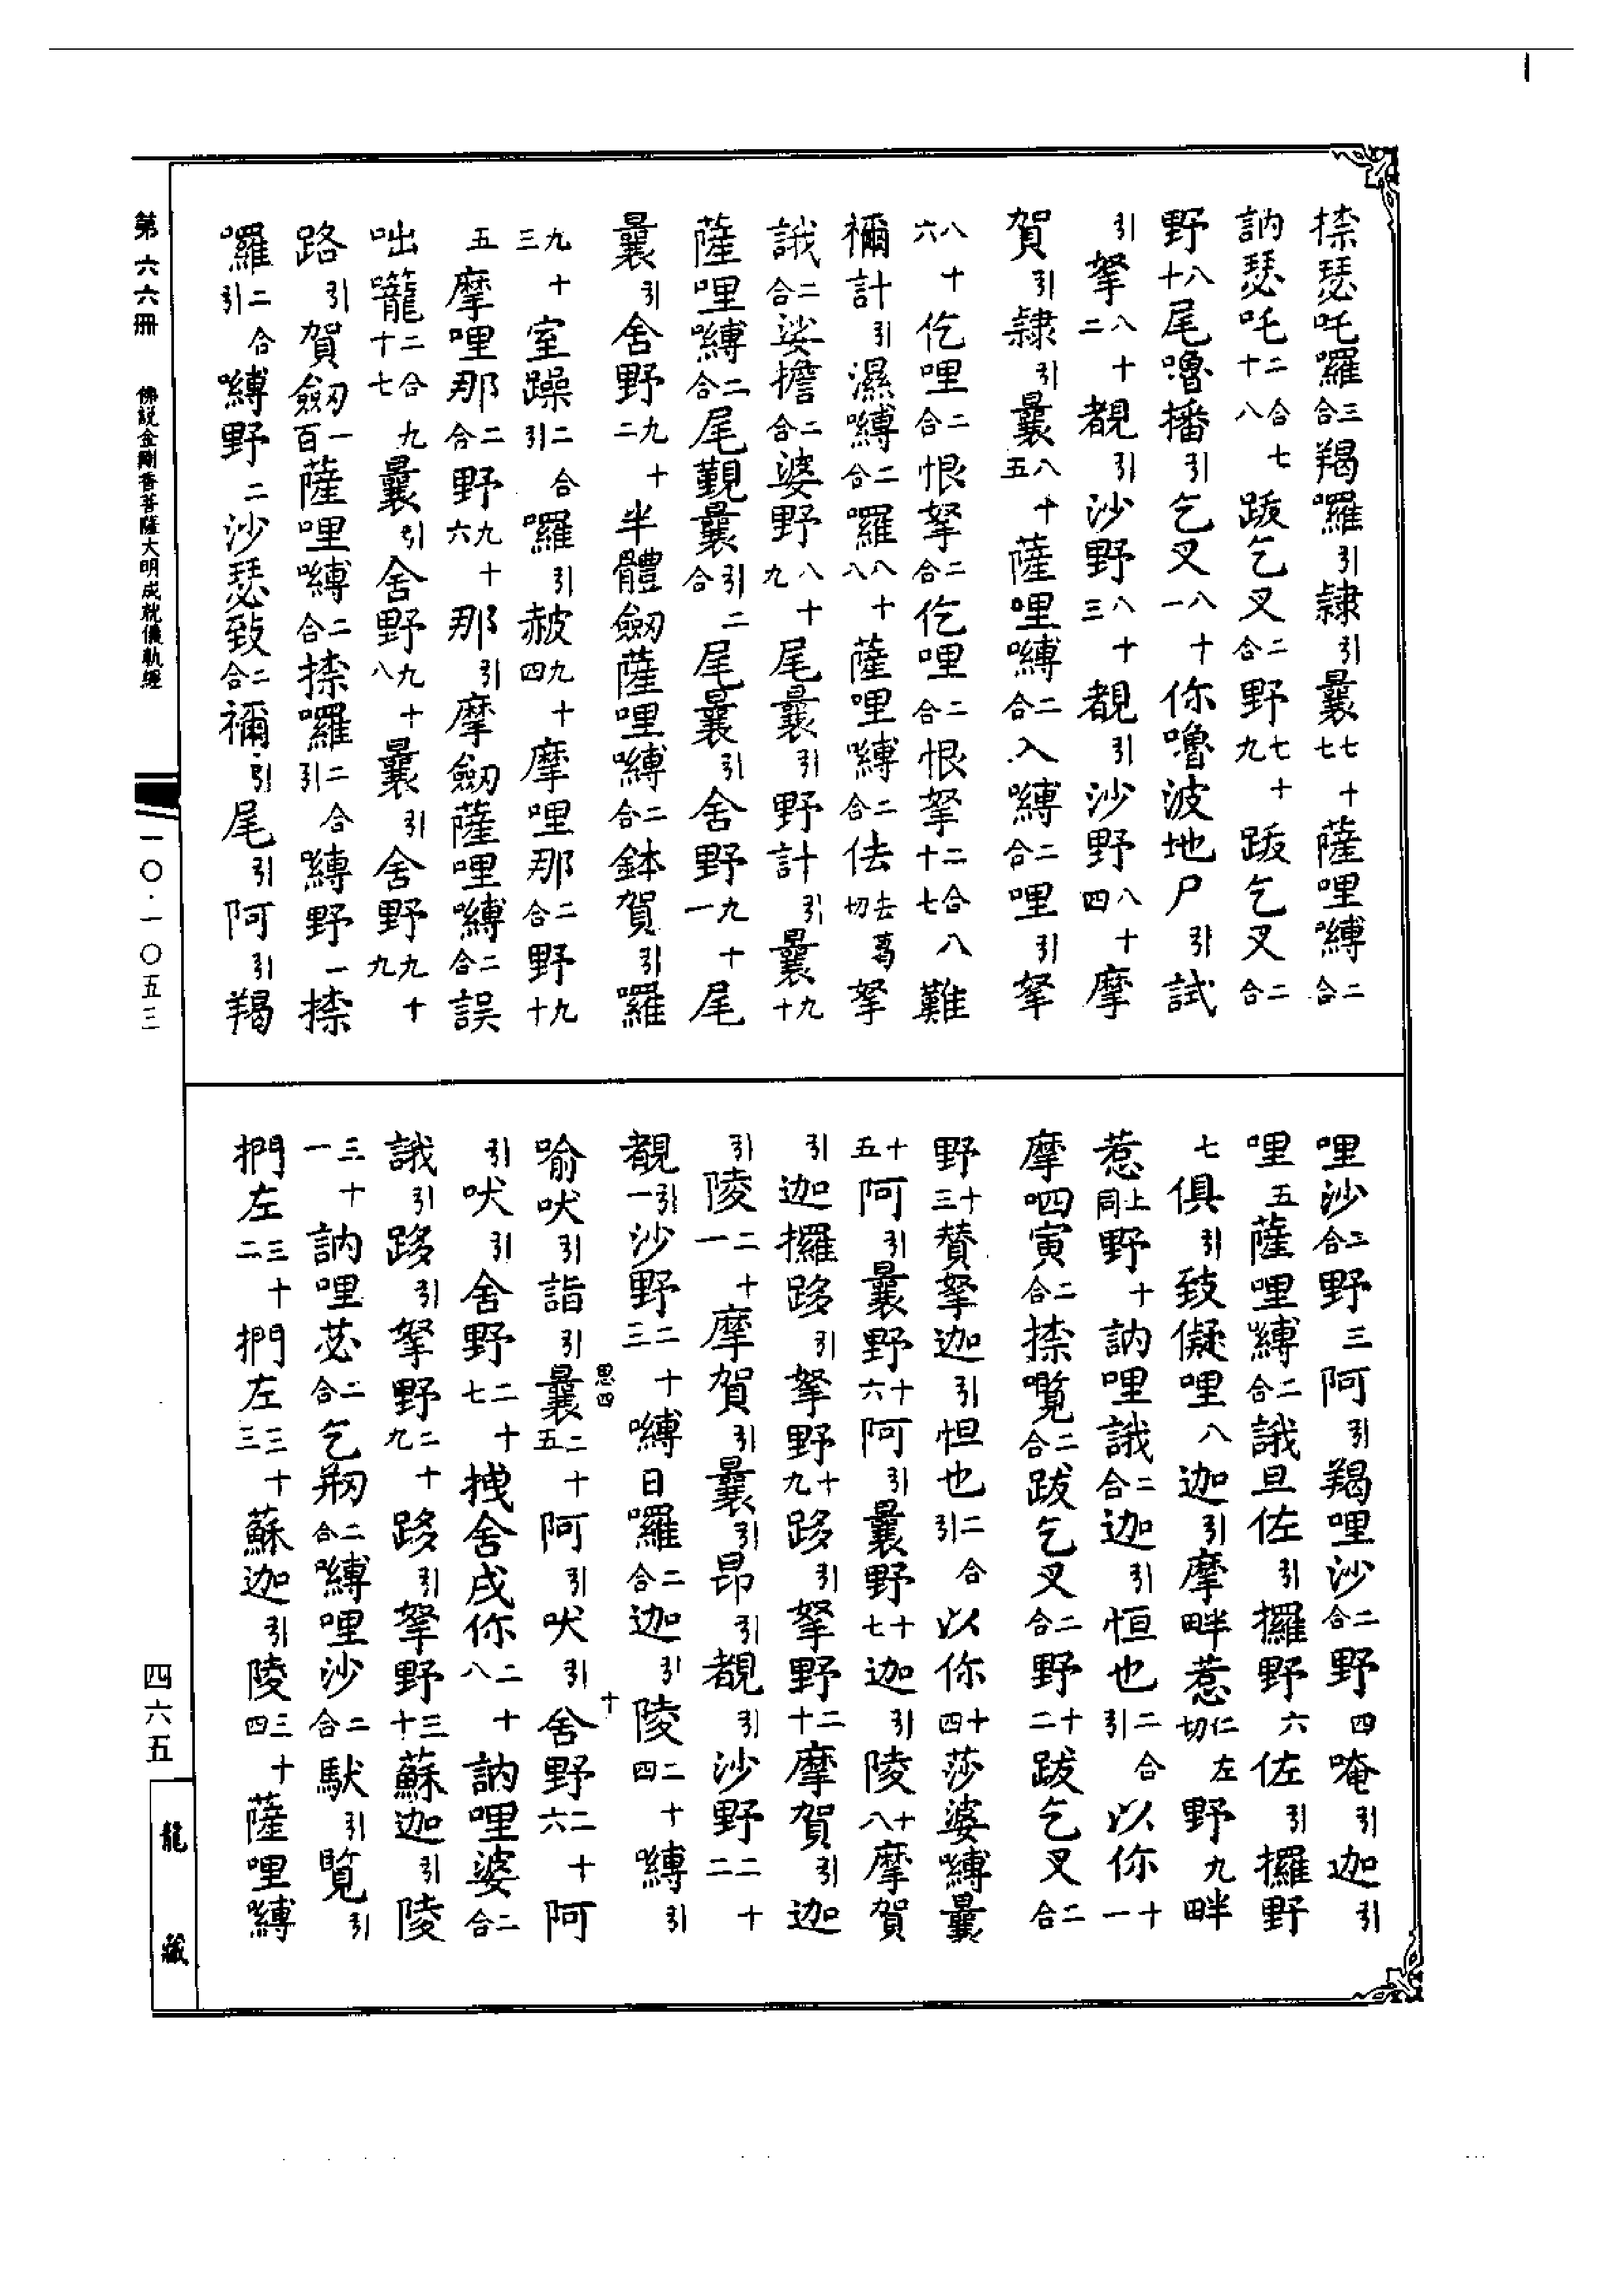 捺瑟吒囉三合羯羅引隸引曩七十七薩哩嚩二合
訥瑟吒二合七十八跋乞叉二合野七十九跋乞叉二合
野八十尾嚕播引乞叉八十一你嚕波地尸引試
引拏八十二覩引沙野八十三覩引沙野八十四摩
賀引隸引曩八十五薩哩嚩二合入嚩二合哩引拏
八十六仡哩二合恨拏二合仡哩二合恨拏二合八十七難
禰計引濕嚩二合羅八十八薩哩嚩二合佉去葛切拏
誐二合娑擔二合婆野八十九尾曩引野計引曩九十
薩哩嚩二合尾覲曩引二合尾曩引舍野九十一尾
曩引舍野九十二半體劒薩哩嚩二合鉢賀引羅
九十三室躁二合引囉引赧九十四摩哩那二合野九十
五摩哩那二合野九十六那引摩劒薩哩嚩二合誤
咄嚨二合九十七曩引舍野九十八曩引舍野九十九
路引賀劒一百薩哩嚩二合捺囉二合引嚩野一捺
囉二合引嚩野二沙瑟致二合禰引尾引阿引羯
哩沙二合野三阿引羯哩沙二合野四唵引迦引
哩五薩哩嚩二合誐旦佐引攞野六佐引攞野
七俱引致儗哩八迦引摩畔惹仁左切野九畔
惹同上野十訥哩誐二合迦引恒也二合引以你十一
摩呬寅二合捺囕二合跋乞叉二合野十二跋乞叉二合
野十三贊拏迦引怛也二合引以你十四莎婆嚩曩
十五阿引曩野十六阿引曩野十七迦引陵十八摩賀
引迦攞路引拏野十九路引拏野二十摩賀引迦
引陵二十一摩賀引曩引昂引覩引沙野二十二
覩引一沙野二十三嚩日囉二合迦引陵二十四嚩引
喻吠引詣引曩二十五阿引吠引舍野二十六阿
引吠引舍野二十七拽舍戌你二十八訥哩婆二合
誐引路引拏野二十九路引拏野三十蘇迦引陵
三十一訥哩苾二合乞剏二合嚩哩沙二合馱引覧引
捫左三十二捫左三十三蘇迦引陵三十四薩哩嚩
思四
十
第六六冊
佛説金剛香菩薩大明成就儀軌經
一〇·一〇五三
四六五
龍藏